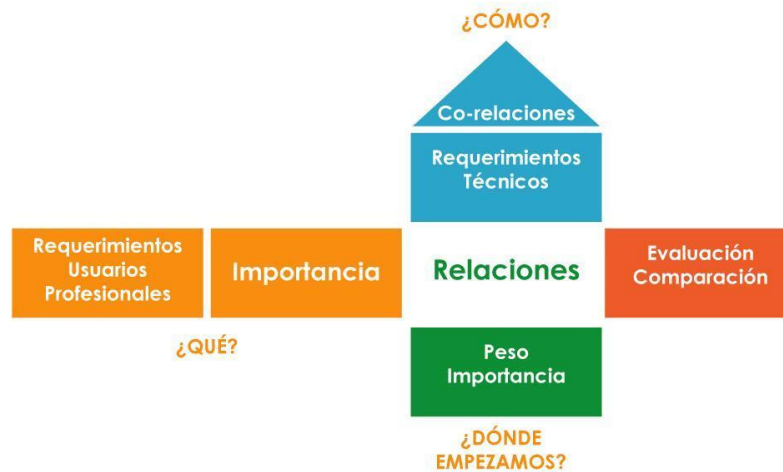 ¿CÓMO?
Co-relaciones
Requerimientos
Técnicos
Requerimientos
Usuarios
Profesionales
Importancia
Relaciones
Evaluación
Comparación
¿QUÉ?
Peso
Importancia
¿DÓNDE
EMPEZAMOS?